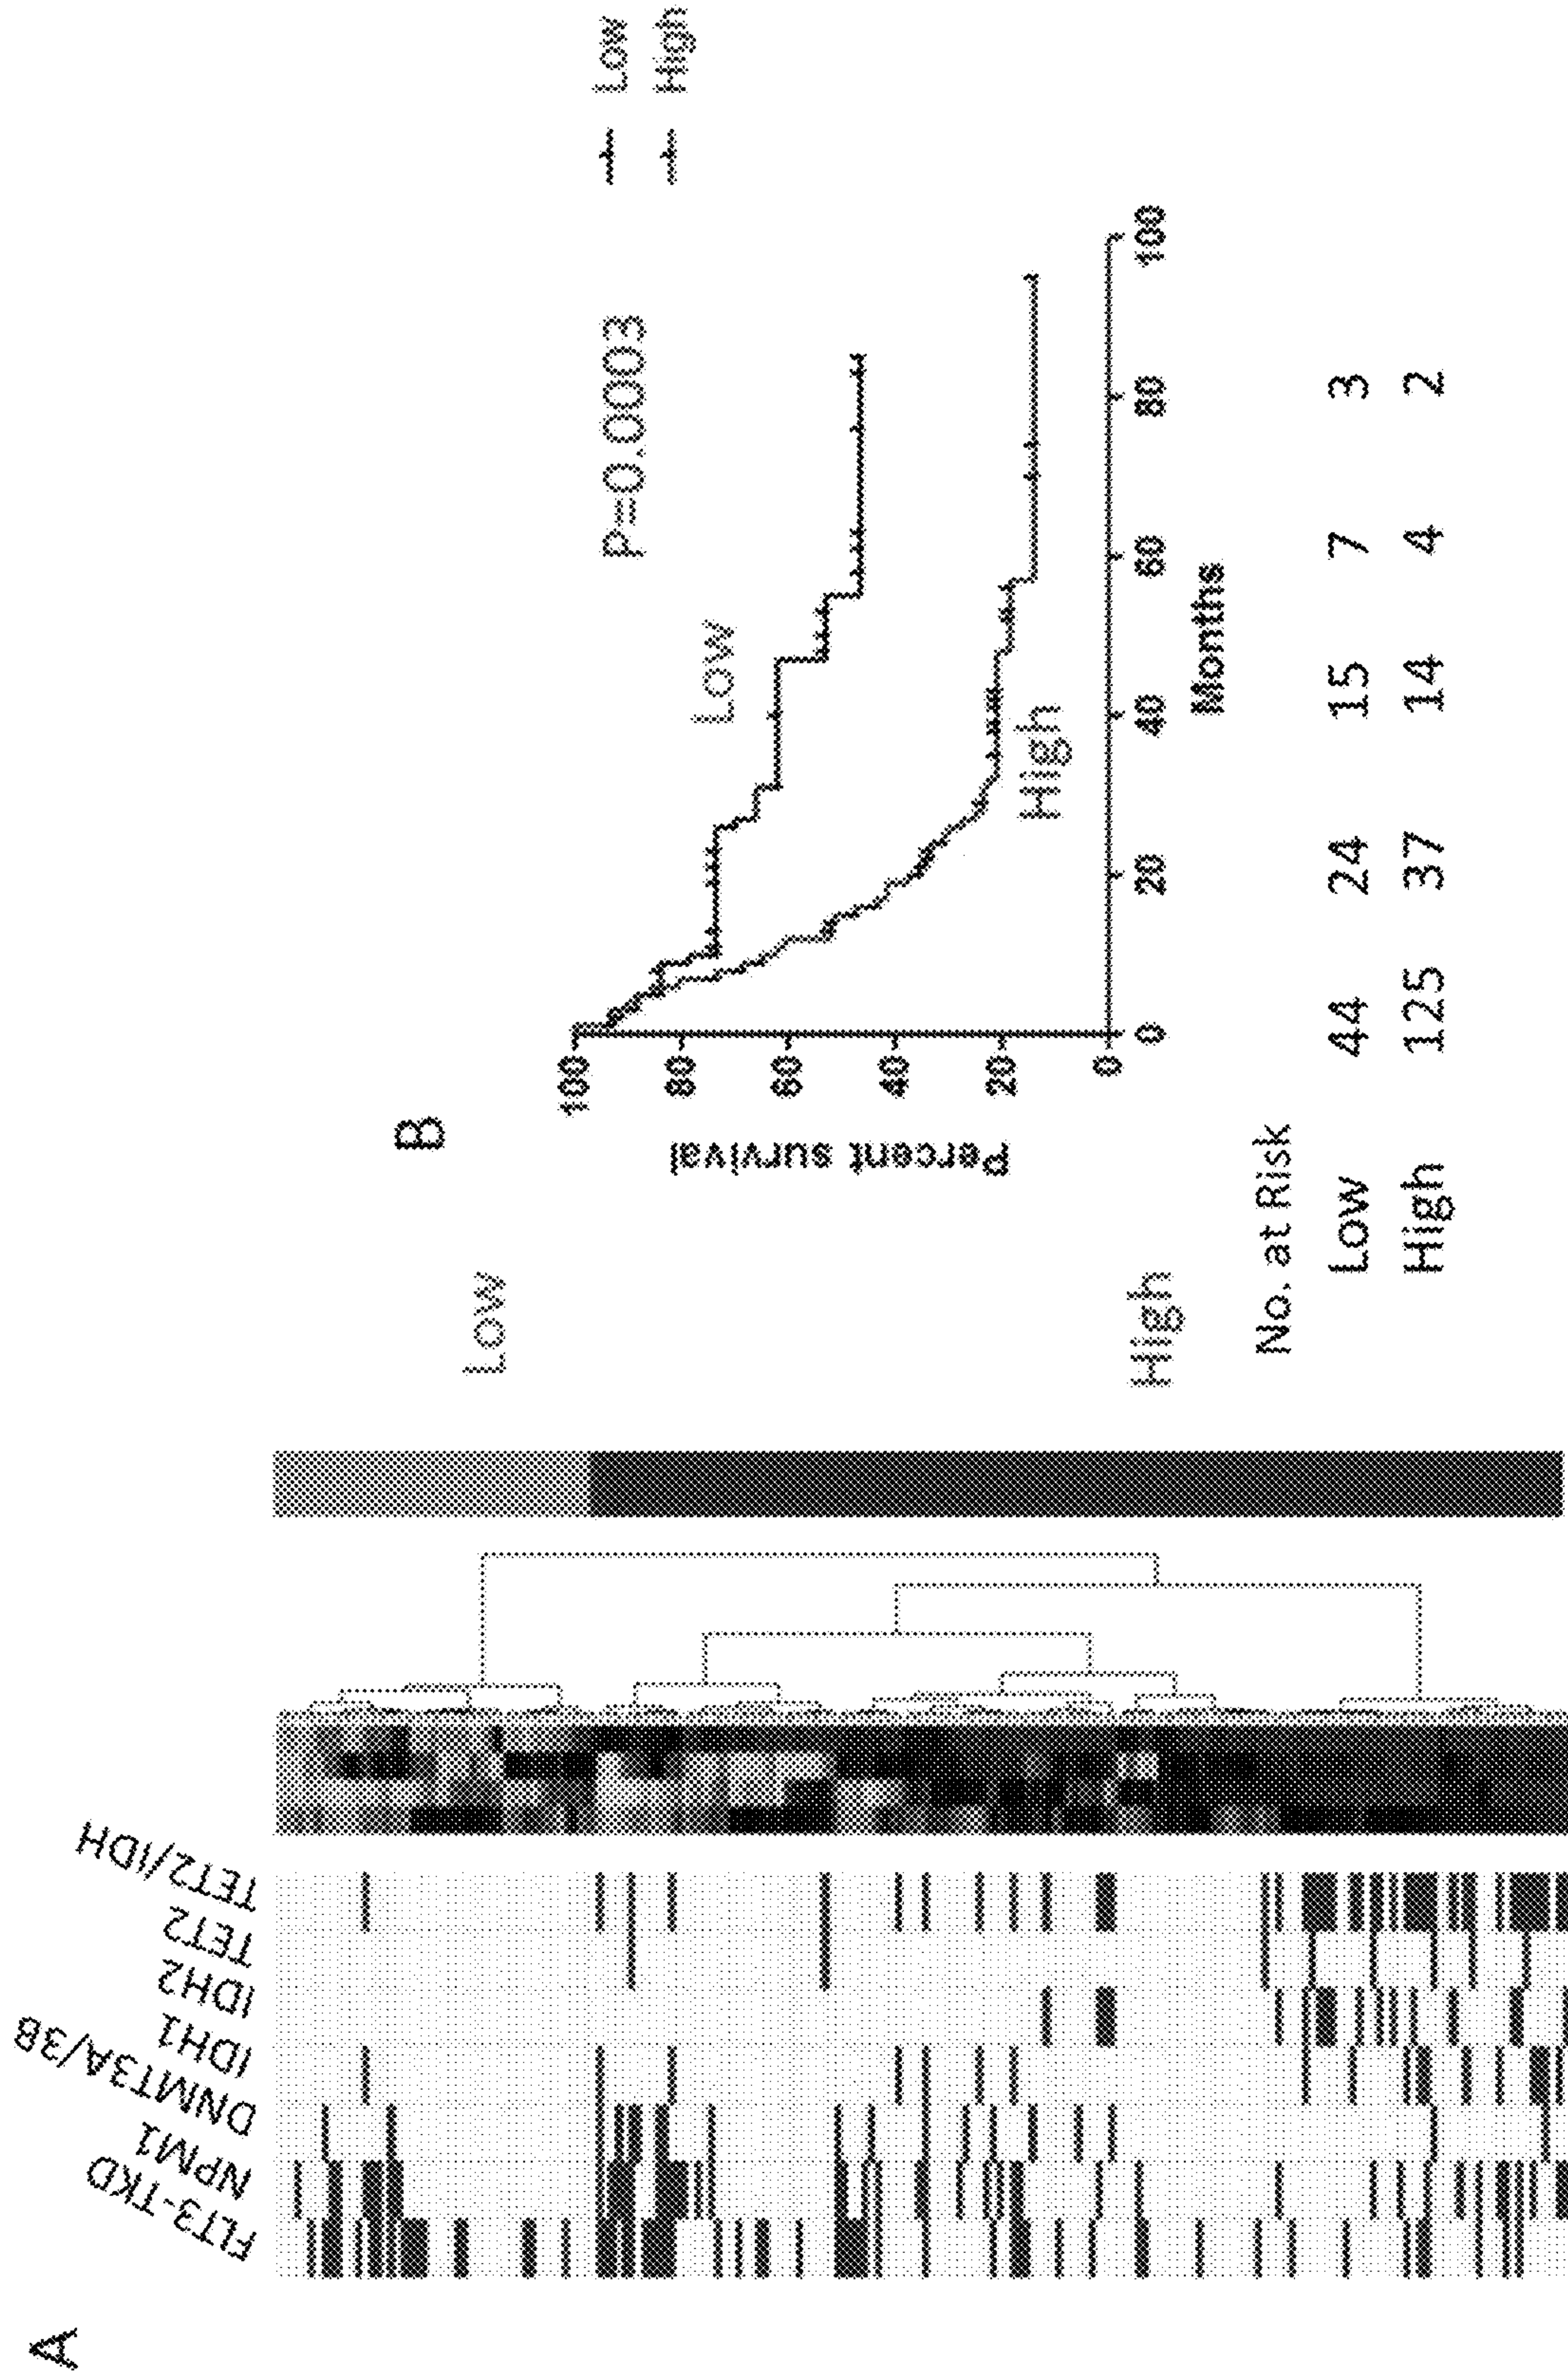 A
FLT3-TKD
NPM1
DNMT3A/3B
IDH1
IDH2
TET2
TET2/IDH
Low
High
B
Percent survival
100
80
60
40
20
0
P=0.0003
Low
High
Low
High
0 20 40 60 80 100
Months
No. at Risk
Low 44 24 15 7 3
High 125 37 14 4 2